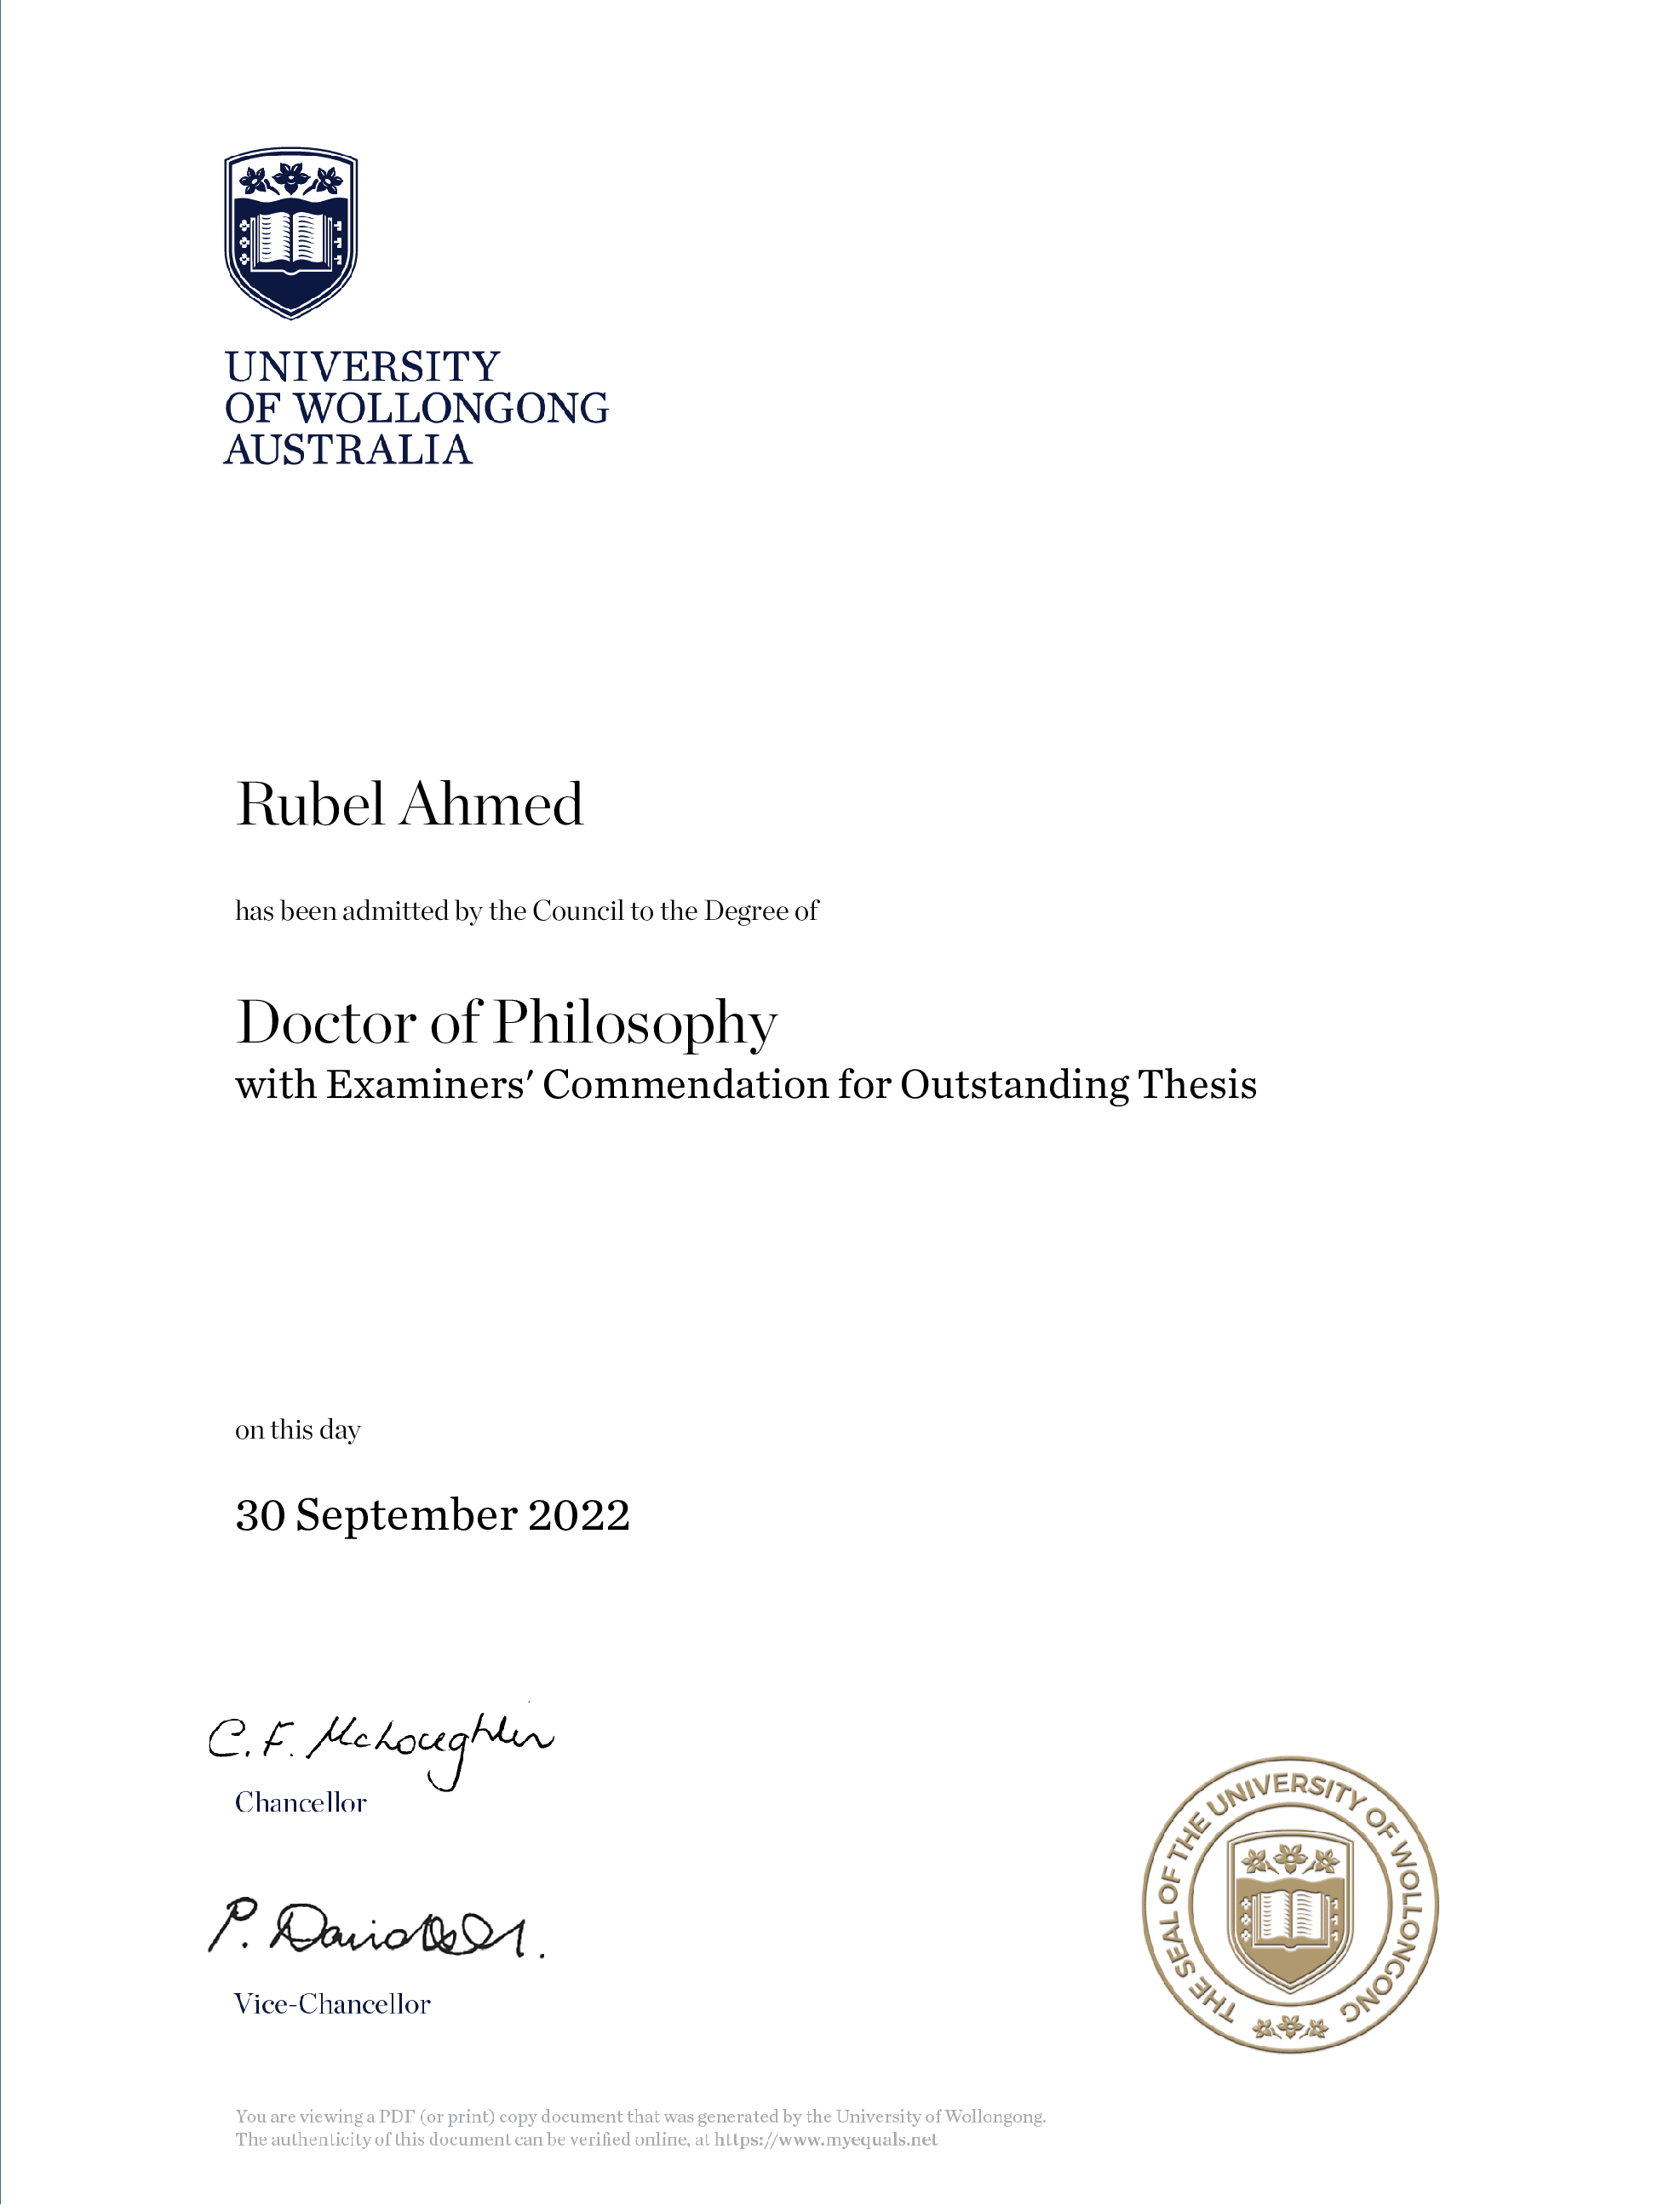 UNIVERSITY
OF WOLLONGONG
AUSTRALIA
Rubel Ahmed
has been admitted by the Council to the Degree of
Doctor of Philosophy
with Examiners' Commendation for Outstanding Thesis
on this day
30 September 2022
C. F. McLoughlin
Chancellor
P. Davidson.
Vice-Chancellor
THE SEAL OF THE UNIVERSITY OF WOLLONGONG
You are viewing a PDF (or print) copy document that was generated by the University of Wollongong.
The authenticity of this document can be verified online, at https://www.myequals.net